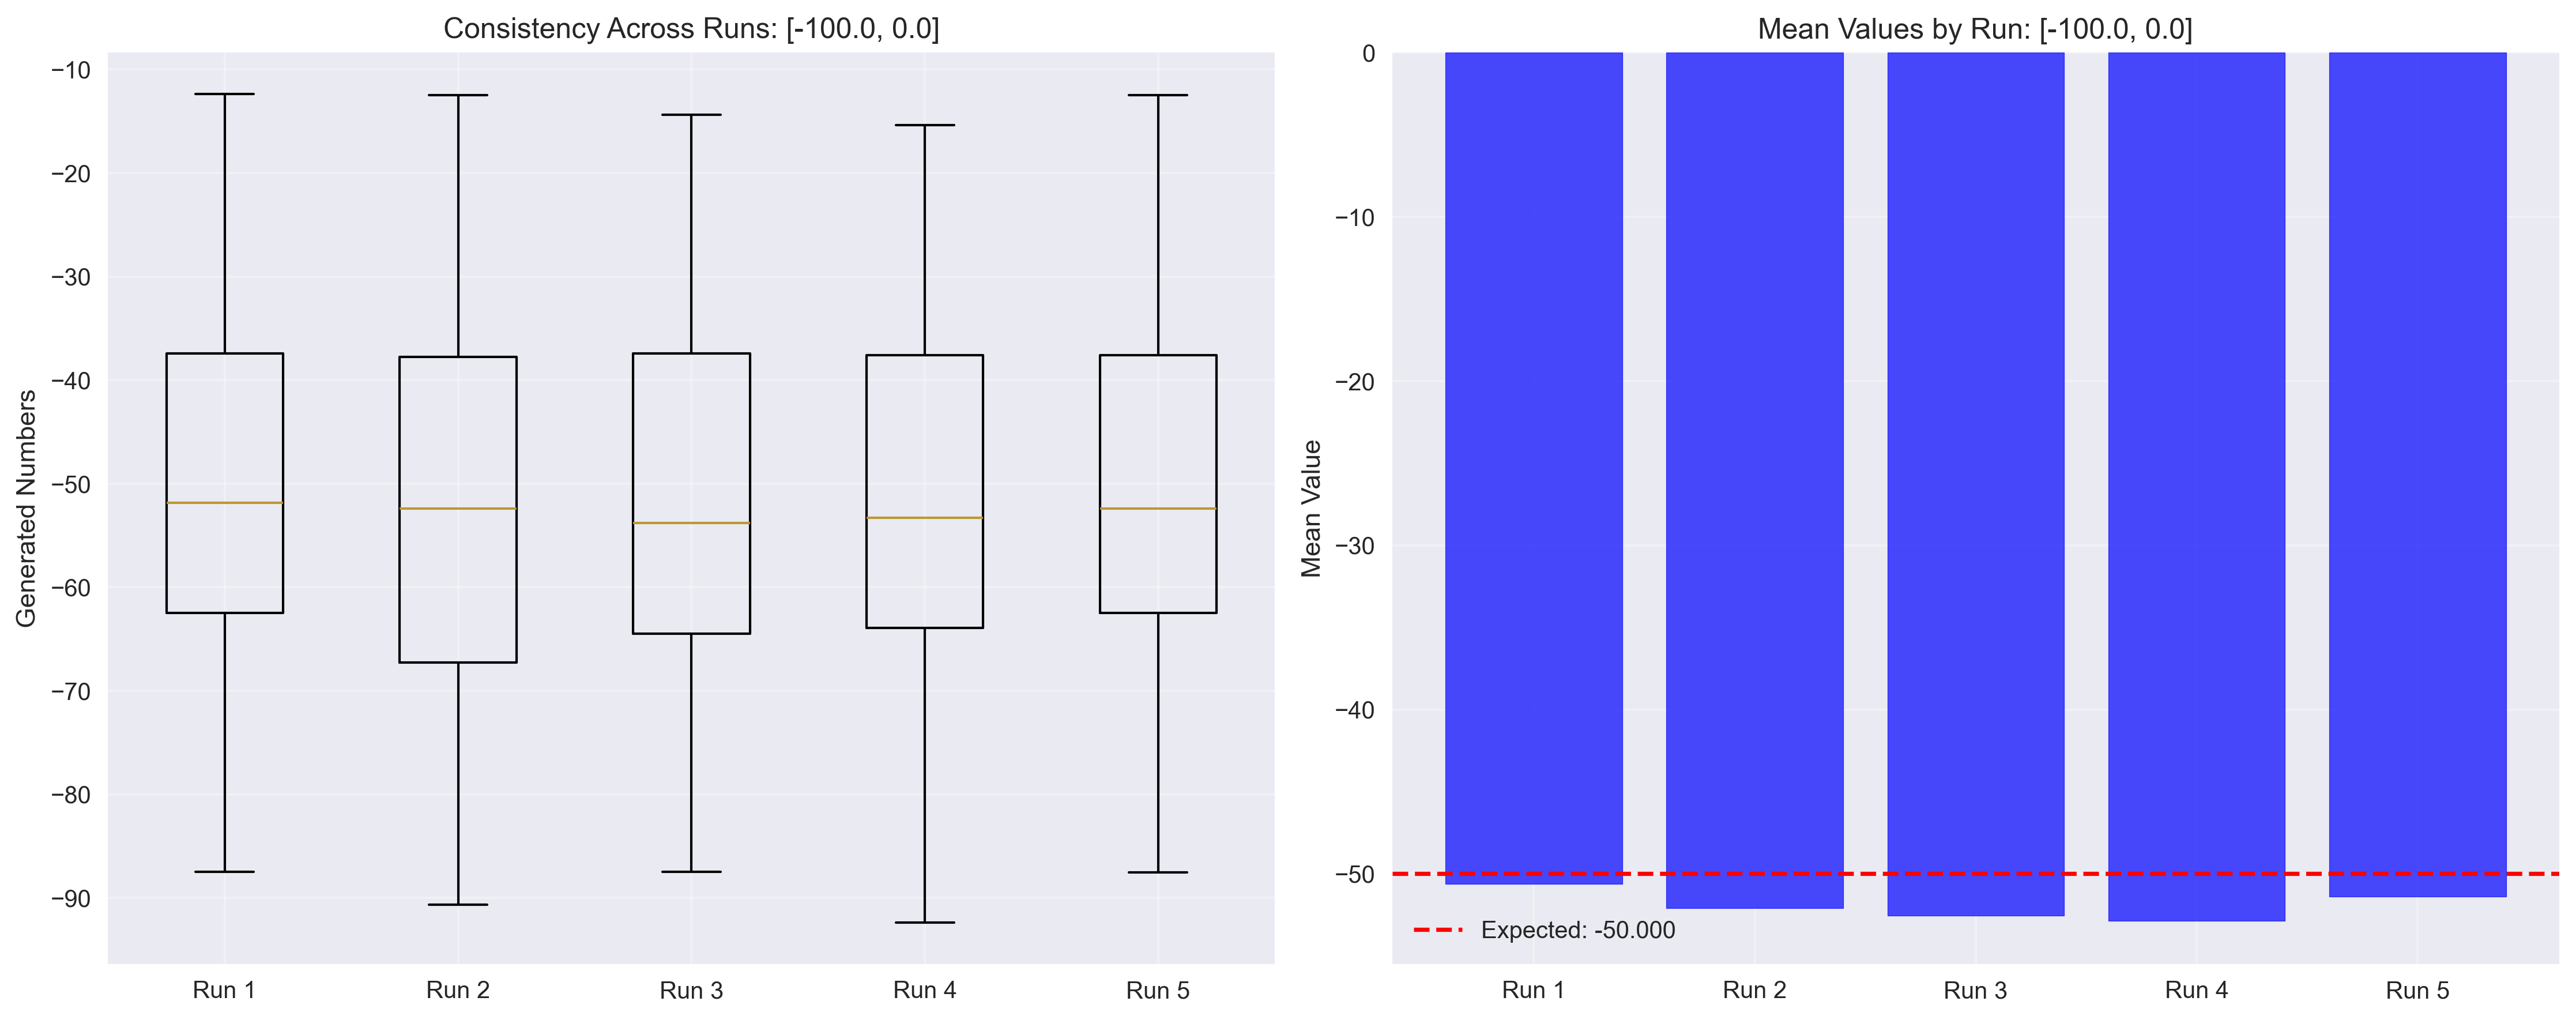 Consistency Across Runs: [-100.0, 0.0]
Generated Numbers
−10
−20
−30
−40
−50
−60
−70
−80
−90
Run 1
Run 2
Run 3
Run 4
Run 5
Mean Values by Run: [-100.0, 0.0]
Mean Value
0
−10
−20
−30
−40
−50
Expected: -50.000
Run 1
Run 2
Run 3
Run 4
Run 5